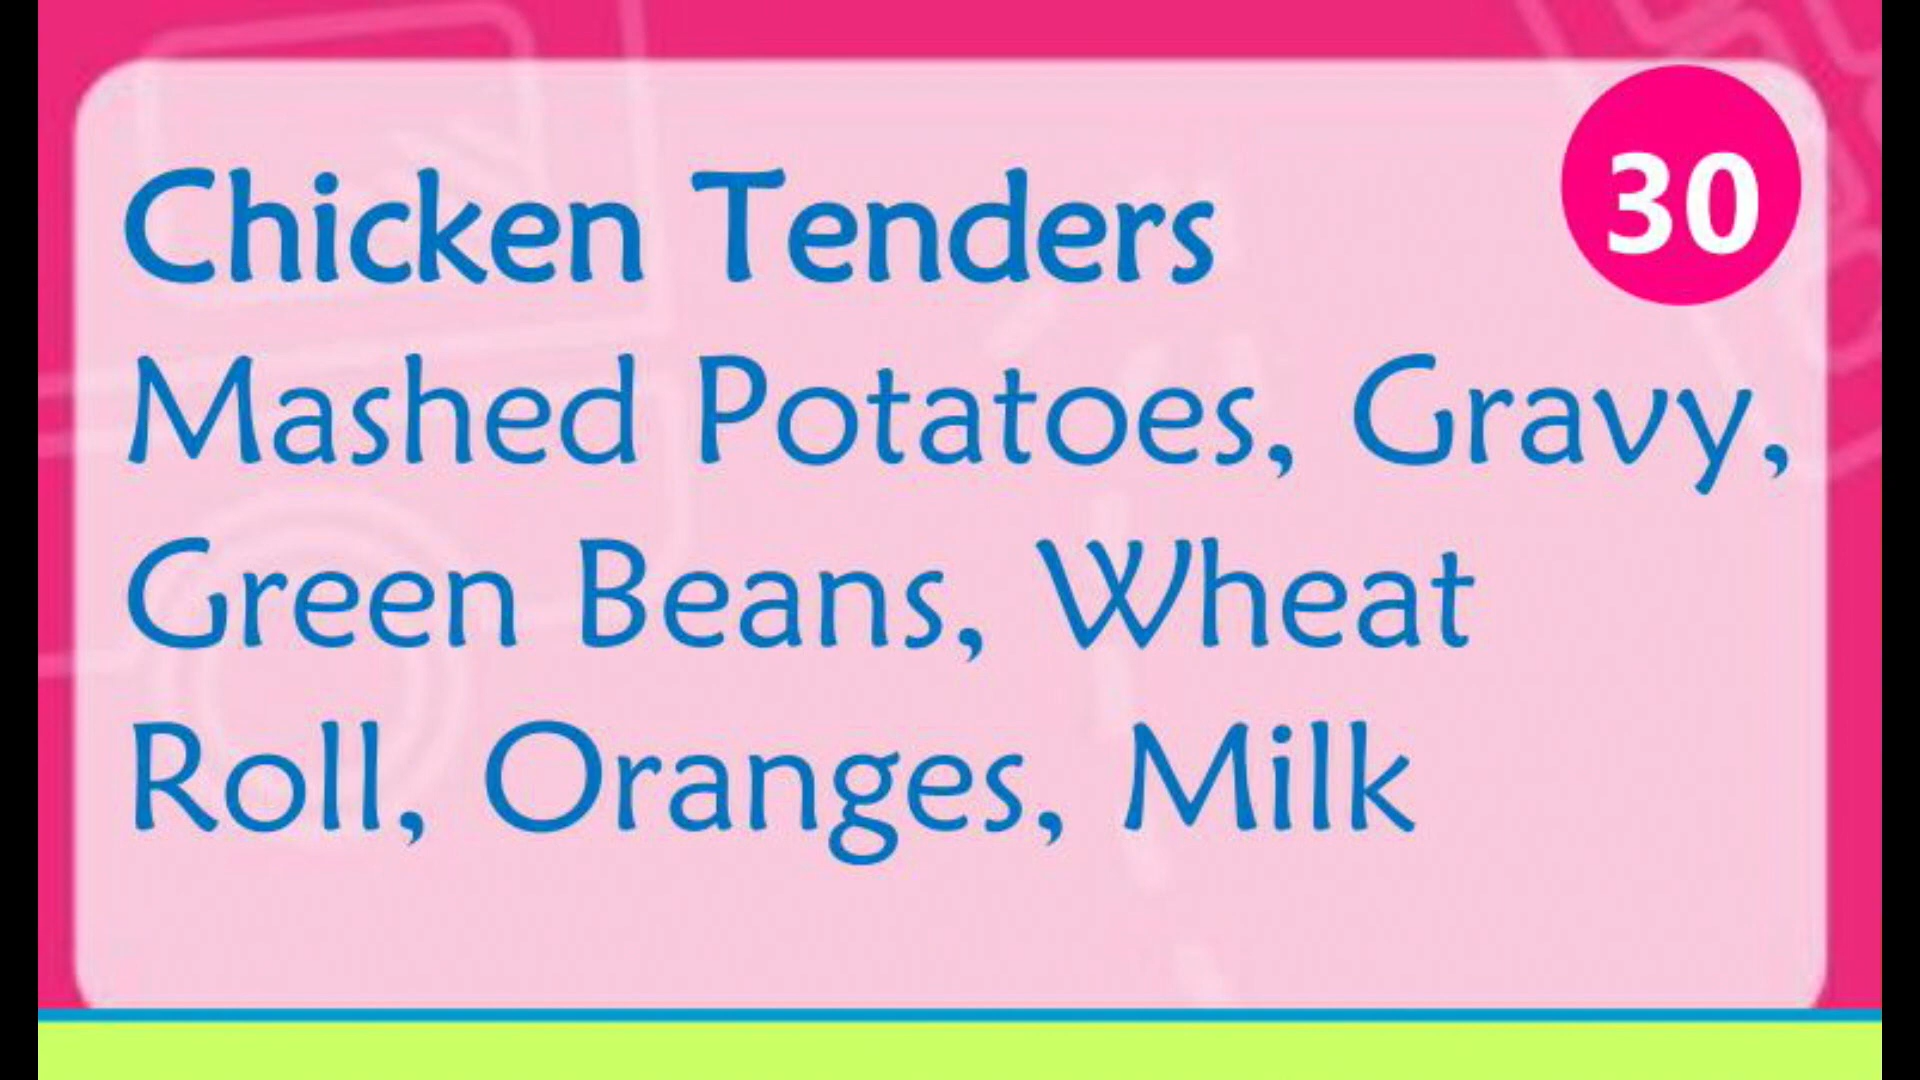 Chicken Tenders
30
Mashed Potatoes, Gravy,
Green Beans, Wheat
Roll, Oranges, Milk